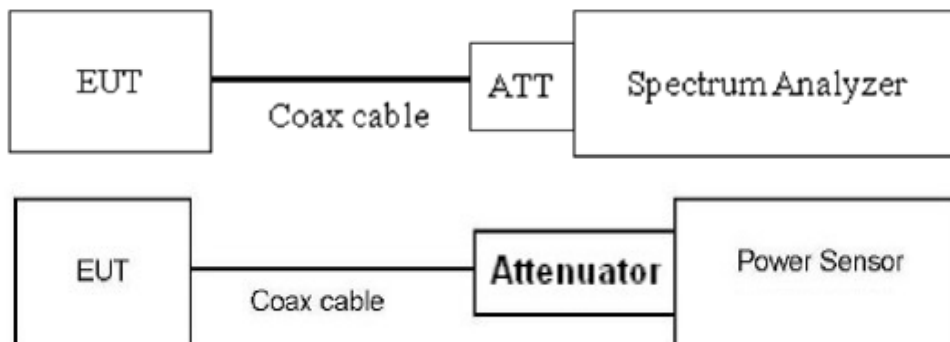 EUT
Coax cable
ATT
Spectrum Analyzer
EUT
Coax cable
Attenuator
Power Sensor